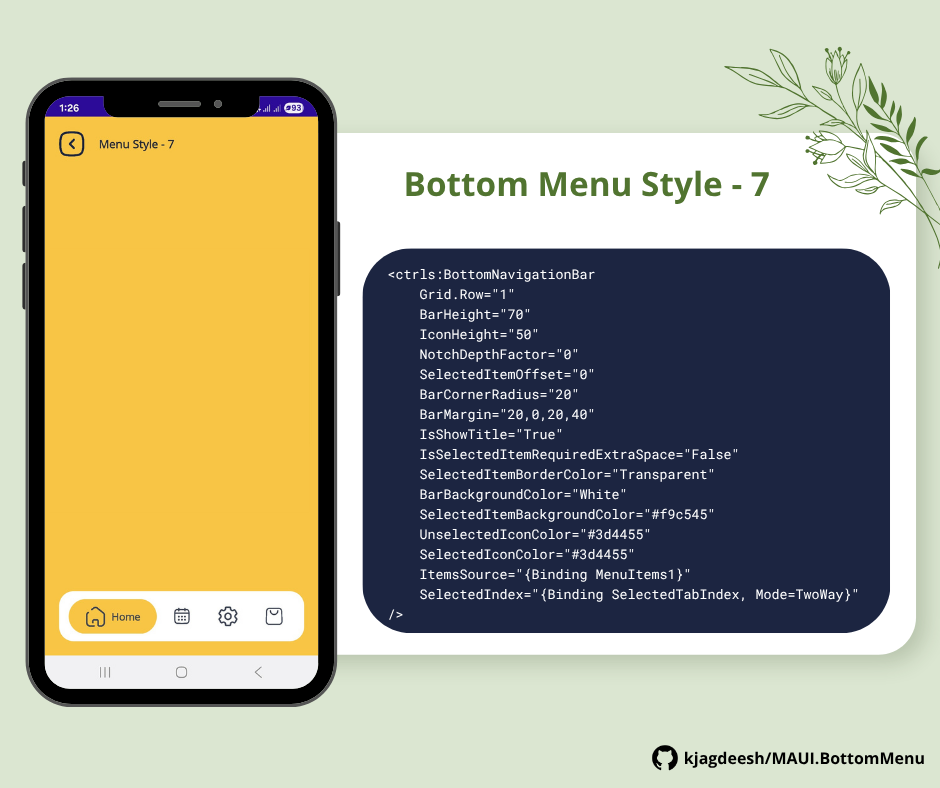 1:26
93
Menu Style - 7
Home
Bottom Menu Style - 7
<ctrls:BottomNavigationBar
Grid.Row="1"
BarHeight="70"
IconHeight="50"
NotchDepthFactor="0"
SelectedItemOffset="0"
BarCornerRadius="20"
BarMargin="20,0,20,40"
IsShowTitle="True"
IsSelectedItemRequiredExtraSpace="False"
SelectedItemBorderColor="Transparent"
BarBackgroundColor="White"
SelectedItemBackgroundColor="#f9c545"
UnselectedIconColor="#3d4455"
SelectedIconColor="#3d4455"
ItemsSource="{Binding MenuItems1}"
SelectedIndex="{Binding SelectedTabIndex, Mode=TwoWay}"
/>
kjagdeesh/MAUI.BottomMenu